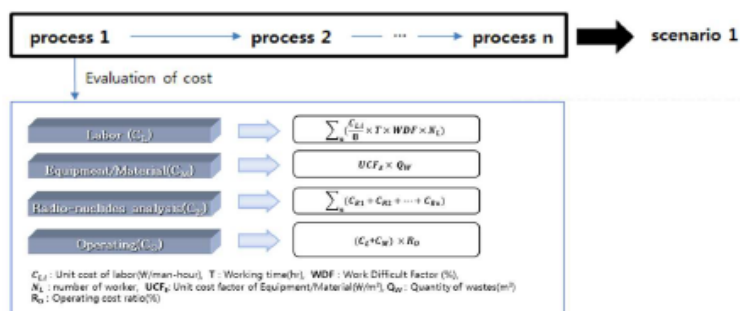 process 1 process 2 ... process n scenario 1
Evaluation of cost
Labor (C_L) ∑_n(C_{L,i}/8 × T × WDF × N_L)
Equipment/Material(C_M) UCF_E × Q_W
Radio-nuclides analysis(C_R) ∑_n(C_{R1} + C_{R2} + ⋯ + C_{Rn})
Operating(C_O) (C_L+C_W) × R_O
C_{L,i} : Unit cost of labor(₩/man-hour), T : Working time(hr), WDF : Work Difficult Factor (%),
N_L : number of worker, UCF_E: Unit cost factor of Equipment/Material(₩/m³), Q_W : Quantity of wastes(m³)
R_O : Operating cost ratio(%)